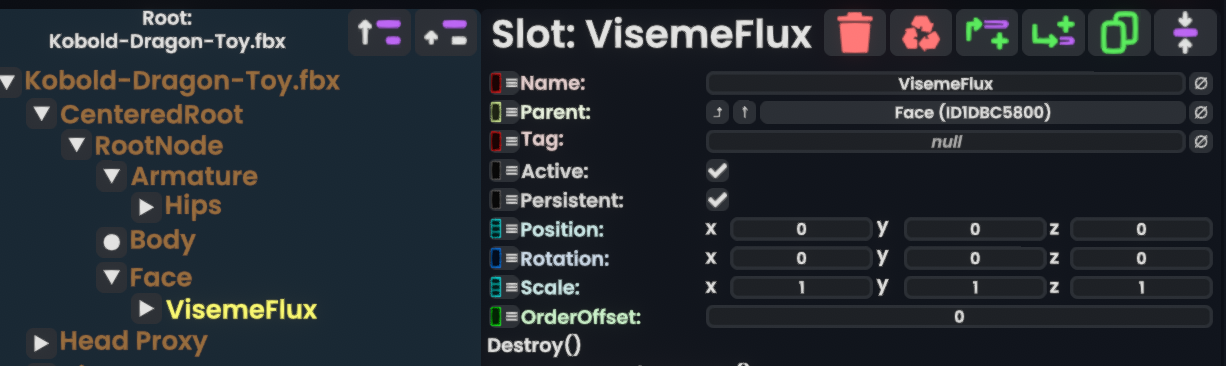 Root:
Kobold-Dragon-Toy.fbx
Kobold-Dragon-Toy.fbx
CenteredRoot
RootNode
Armature
Hips
Body
Face
VisemeFlux
Head Proxy
Slot: VisemeFlux
Name: VisemeFlux
Parent: Face (ID1DBC5800)
Tag: null
Active:
Persistent:
Position: x 0 y 0 z 0
Rotation: x 0 y 0 z 0
Scale: x 1 y 1 z 1
OrderOffset: 0
Destroy()